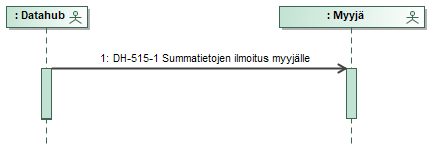 : Datahub
: Myyjä
1: DH-515-1 Summatietojen ilmoitus myyjälle